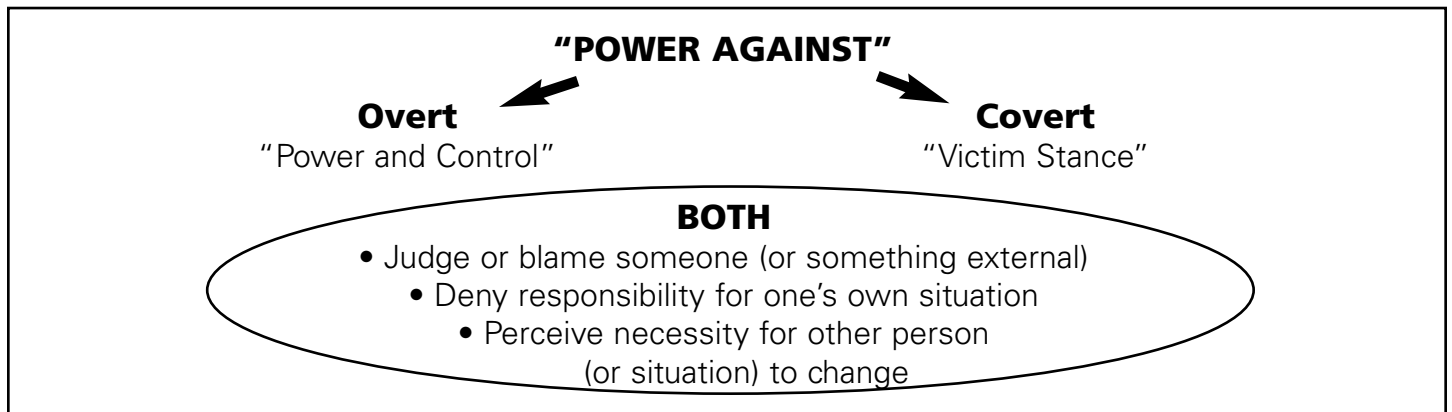 “POWER AGAINST”
Overt
Covert
“Power and Control”
“Victim Stance”
BOTH
• Judge or blame someone (or something external)
• Deny responsibility for one’s own situation
• Perceive necessity for other person
(or situation) to change